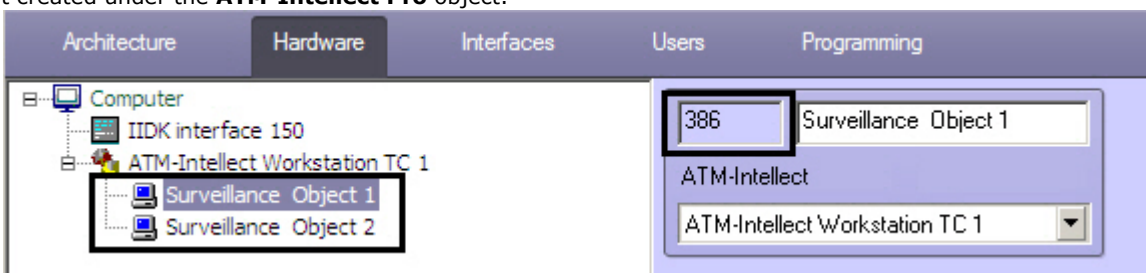 t created under the ATM-Intellect Pro object.
Architecture Hardware Interfaces Users Programming
Computer
IIDK interface 150
ATM-Intellect Workstation TC 1
Surveillance Object 1
Surveillance Object 2
386 Surveillance Object 1
ATM-Intellect
ATM-Intellect Workstation TC 1